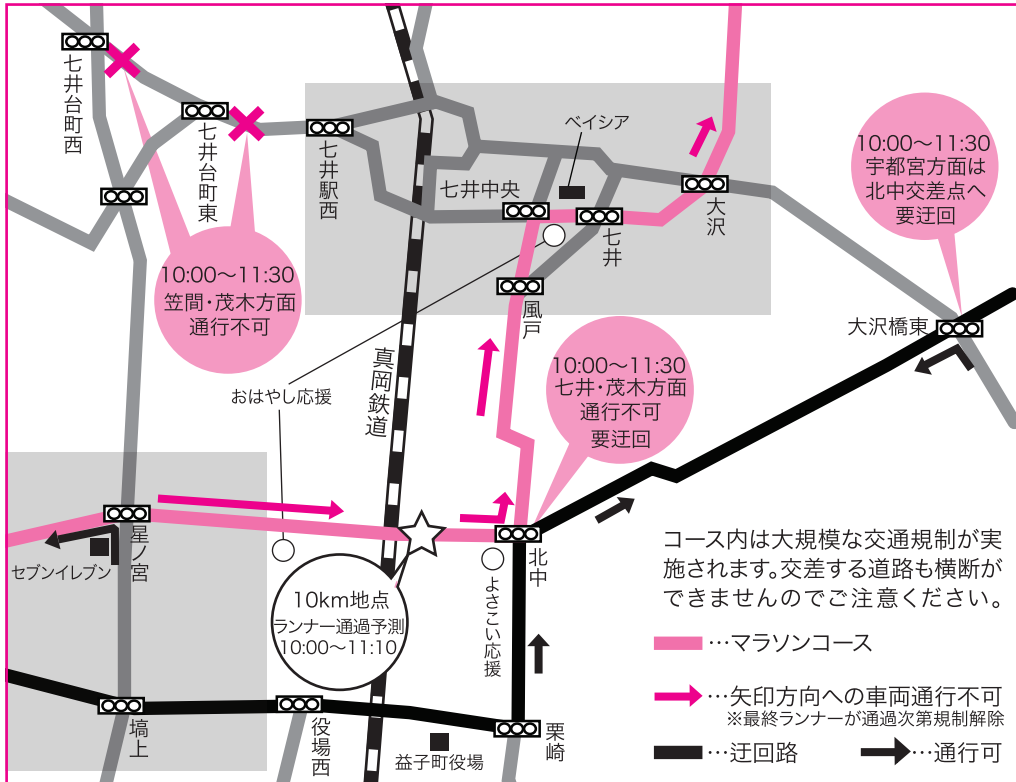 七井台町西
七井台町東
七井駅西
ベイシア
七井中央
七井
大沢
10:00～11:30
宇都宮方面は
北中交差点へ
要迂回
10:00～11:30
笠間・茂木方面
通行不可
風戸
大沢橋東
真岡鉄道
おはやし応援
10:00～11:30
七井・茂木方面
通行不可
要迂回
星ノ宮
セブンイレブン
北中
よさこい応援
10km地点
ランナー通過予測
10:00～11:10
コース内は大規模な交通規制が実
施されます。交差する道路も横断が
できませんのでご注意ください。
…マラソンコース
…矢印方向への車両通行不可
※最終ランナーが通過次第規制解除
…迂回路
…通行可
塙上
役場西
益子町役場
栗崎